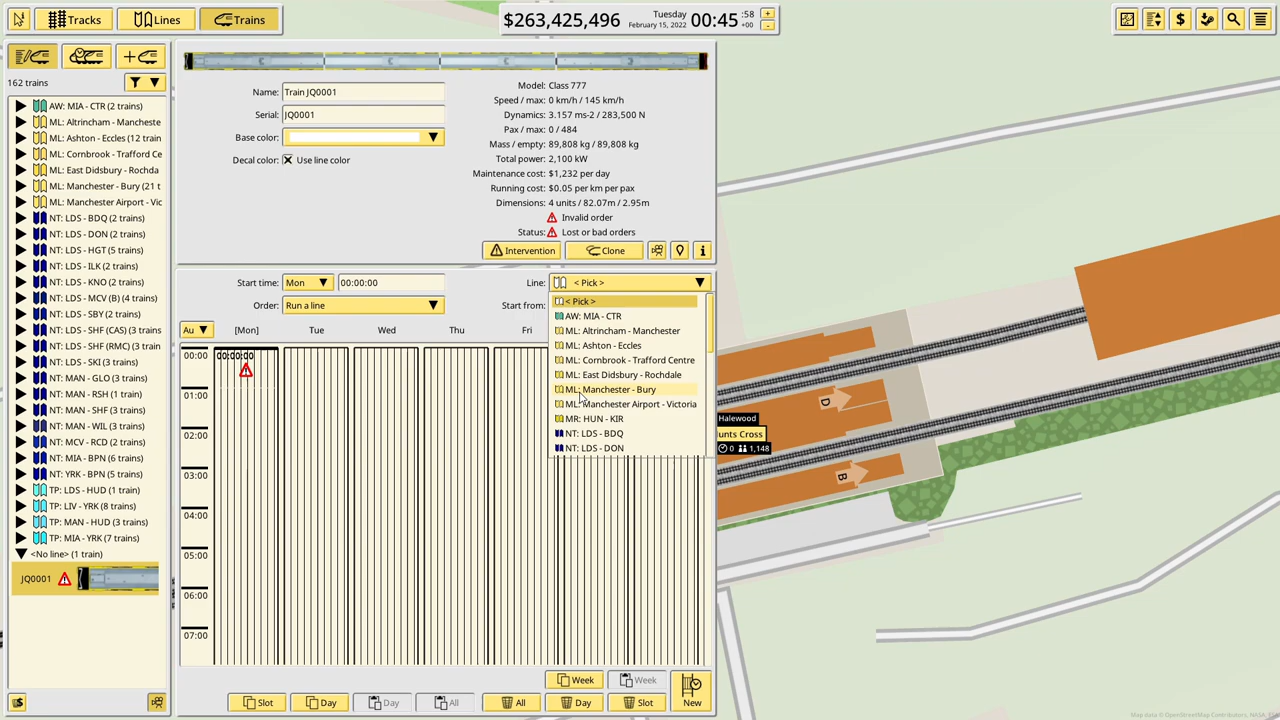 Tracks
Lines
Trains
$263,425,496
Tuesday
February 15, 2022
00:45
:58
+00
+
-
$
162 trains
AW: MIA - CTR (2 trains)
ML: Altrincham - Mancheste
ML: Ashton - Eccles (12 train
ML: Cornbrook - Trafford Ce
ML: East Didsbury - Rochda
ML: Manchester - Bury (21 t
ML: Manchester Airport - Vic
NT: LDS - BDQ (2 trains)
NT: LDS - DON (2 trains)
NT: LDS - HGT (5 trains)
NT: LDS - ILK (2 trains)
NT: LDS - KNO (2 trains)
NT: LDS - MCV (B) (4 trains)
NT: LDS - SBY (2 trains)
NT: LDS - SHF (CAS) (3 trains
NT: LDS - SHF (RMC) (3 train
NT: LDS - SKI (3 trains)
NT: MAN - GLO (3 trains)
NT: MAN - RSH (1 train)
NT: MAN - SHF (3 trains)
NT: MAN - WIL (3 trains)
NT: MCV - RCD (2 trains)
NT: MIA - BPN (6 trains)
NT: YRK - BPN (5 trains)
TP: LDS - HUD (1 train)
TP: LIV - YRK (8 trains)
TP: MAN - HUD (3 trains)
TP: MIA - YRK (7 trains)
<No line> (1 train)
JQ0001
Name: Train JQ0001
Serial: JQ0001
Base color:
Decal color: Use line color
Model: Class 777
Speed / max: 0 km/h / 145 km/h
Dynamics: 3.157 ms-2 / 283,500 N
Pax / max: 0 / 484
Mass / empty: 89,808 kg / 89,808 kg
Total power: 2,100 kW
Maintenance cost: $1,232 per day
Running cost: $0.05 per km per pax
Dimensions: 4 units / 82.07m / 2.95m
Invalid order
Status: Lost or bad orders
Intervention
Clone
Start time: Mon 00:00:00
Line: < Pick >
Order: Run a line
Start from:
Au
[Mon]
Tue
Wed
Thu
Fri
00:00
01:00
02:00
03:00
04:00
05:00
06:00
07:00
00:00:00
< Pick >
AW: MIA - CTR
ML: Altrincham - Manchester
ML: Ashton - Eccles
ML: Cornbrook - Trafford Centre
ML: East Didsbury - Rochdale
ML: Manchester - Bury
ML: Manchester Airport - Victoria
MR: HUN - KIR
NT: LDS - BDQ
NT: LDS - DON
Week
Week
Slot
Day
Day
All
All
Day
Slot
New
Halewood
unts Cross
0
1,148
D
B
Map data © OpenStreetMap Contributors, NASA,